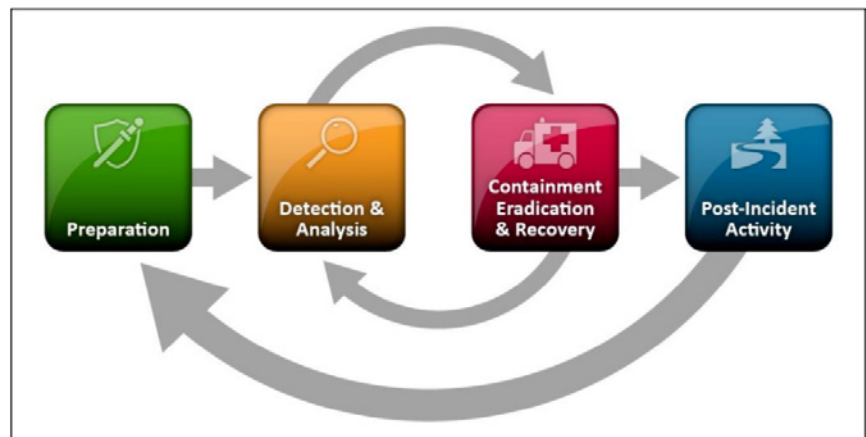 Preparation
Detection &
Analysis
Containment
Eradication
& Recovery
Post-Incident
Activity